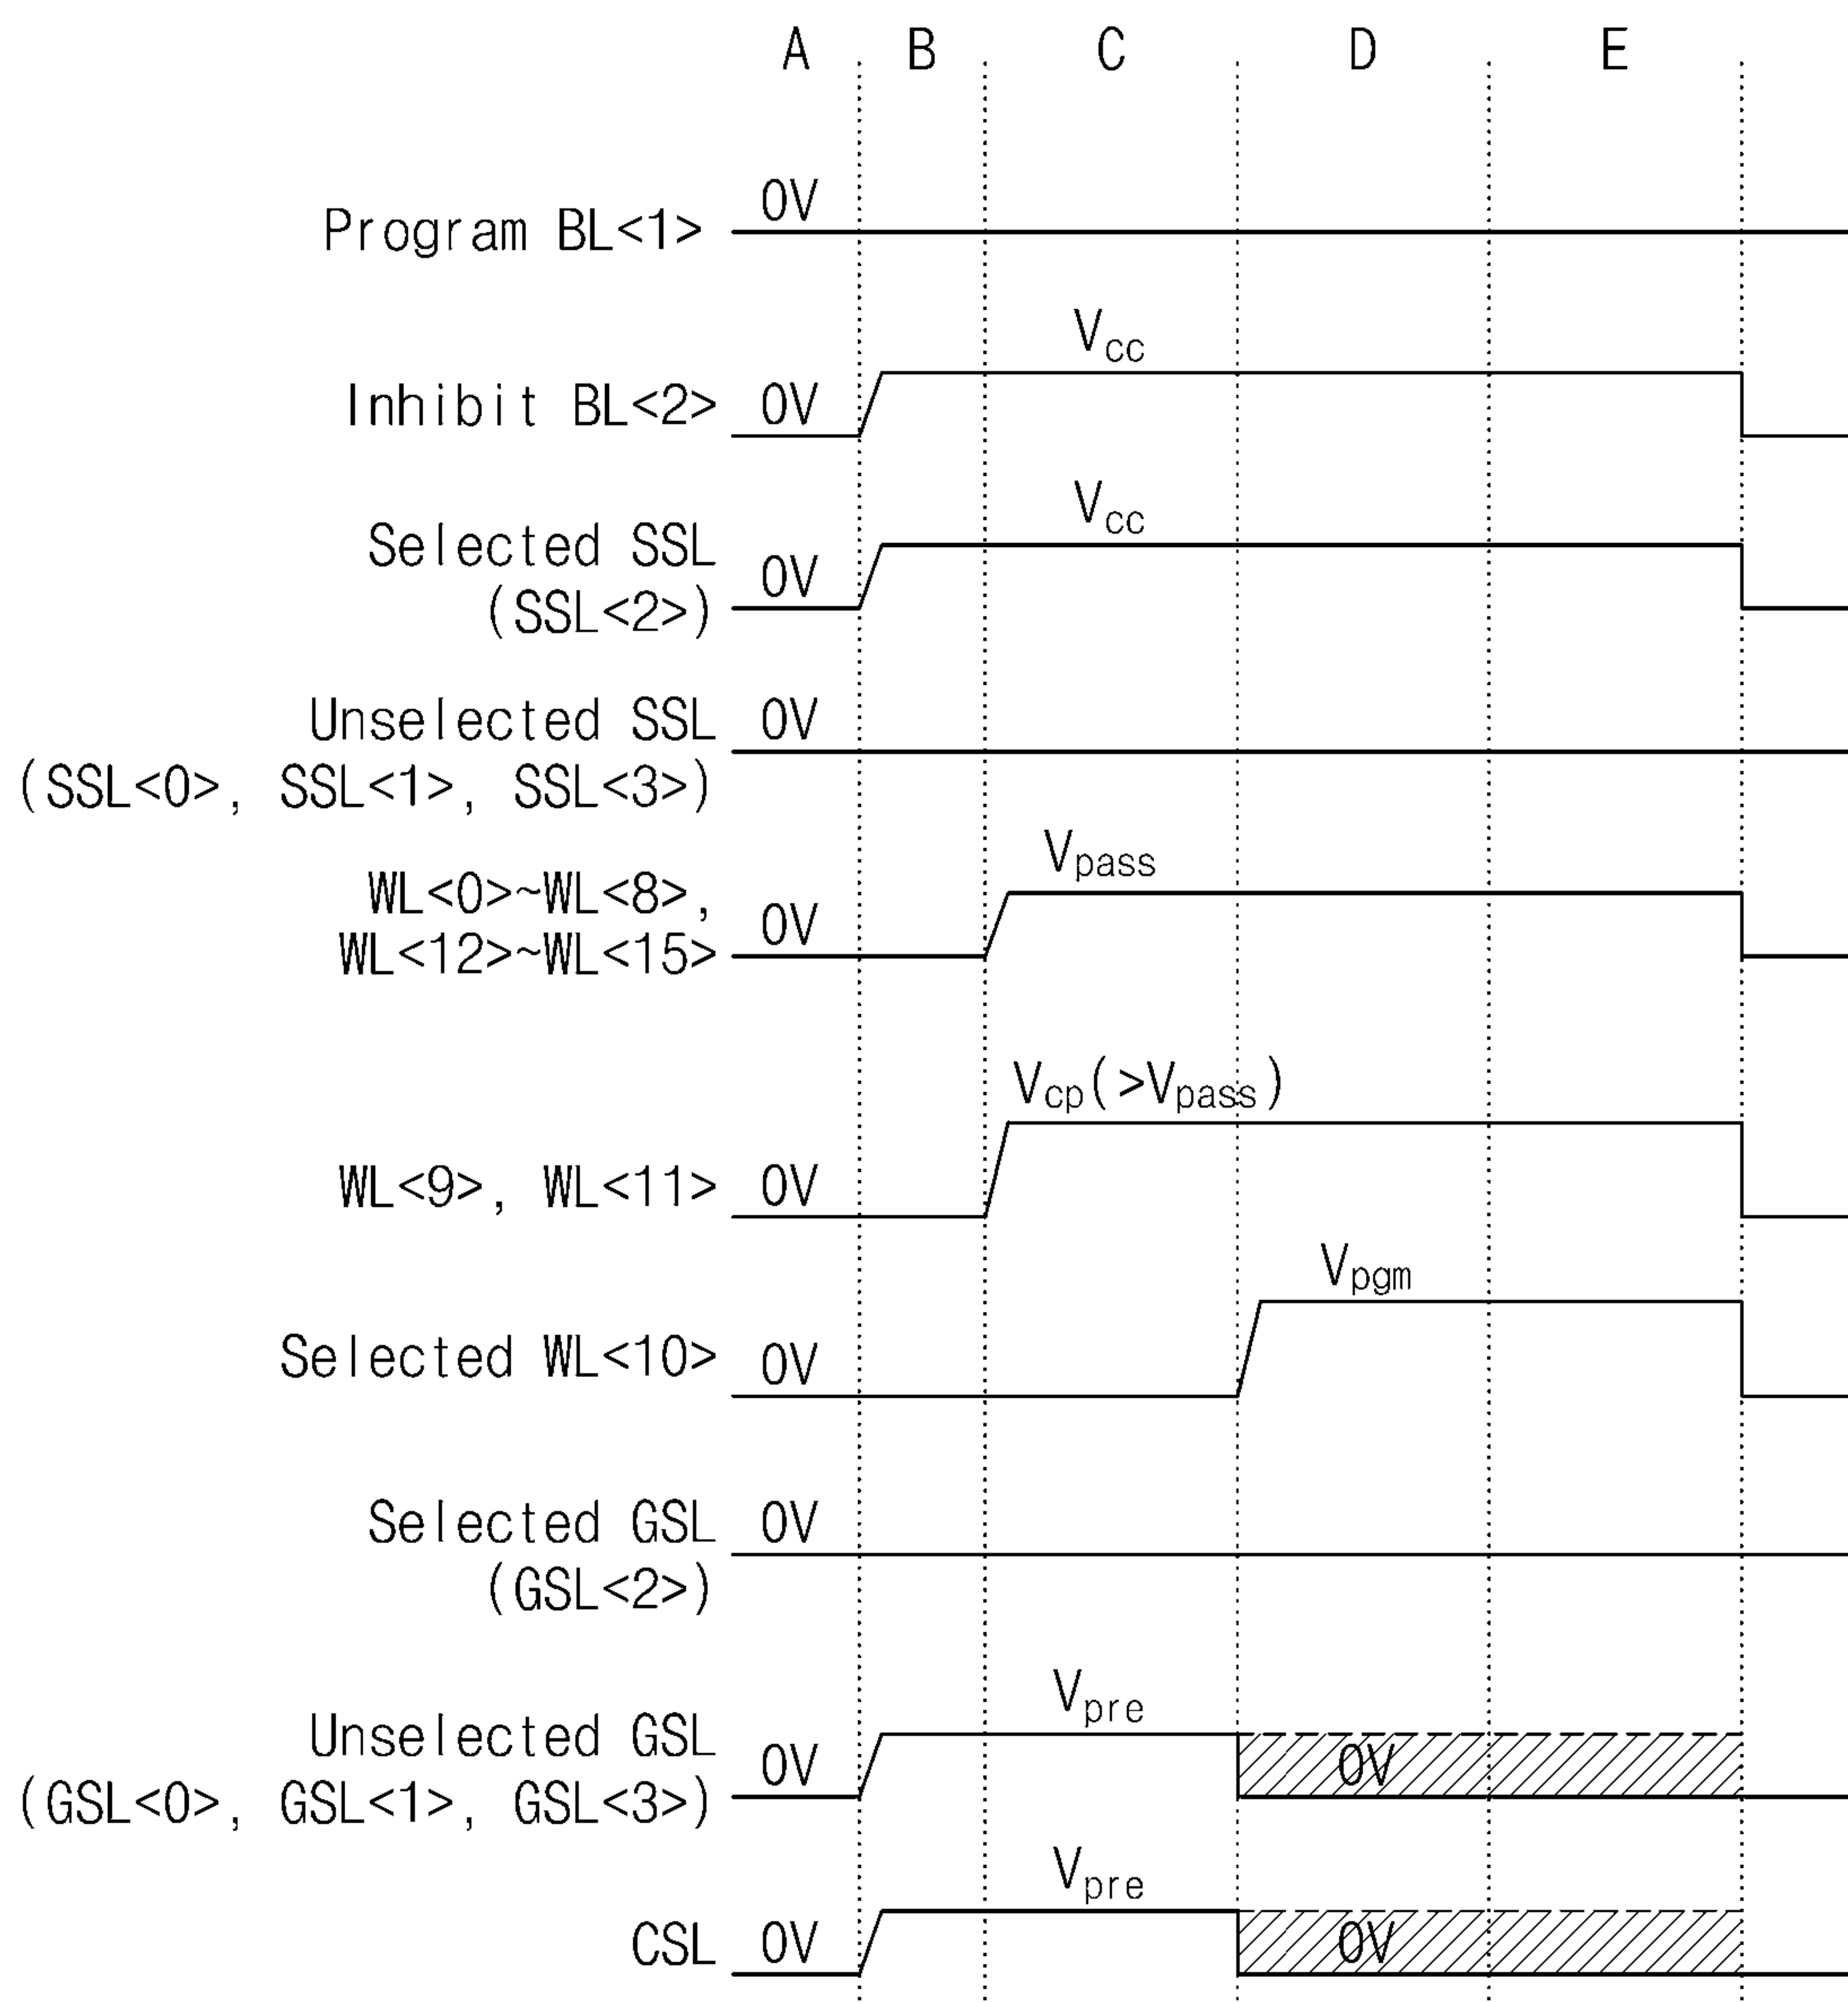 A B C D E
Program BL<1> 0V
Vcc
Inhibit BL<2> 0V
Vcc
Selected SSL
(SSL<2>) 0V
Unselected SSL 0V
(SSL<0>, SSL<1>, SSL<3>)
Vpass
WL<0>~WL<8>,
WL<12>~WL<15> 0V
Vcp(>Vpass)
WL<9>, WL<11> 0V
Vpgm
Selected WL<10> 0V
Selected GSL 0V
(GSL<2>)
Vpre
Unselected GSL 0V 0V
(GSL<0>, GSL<1>, GSL<3>)
Vpre
CSL 0V 0V